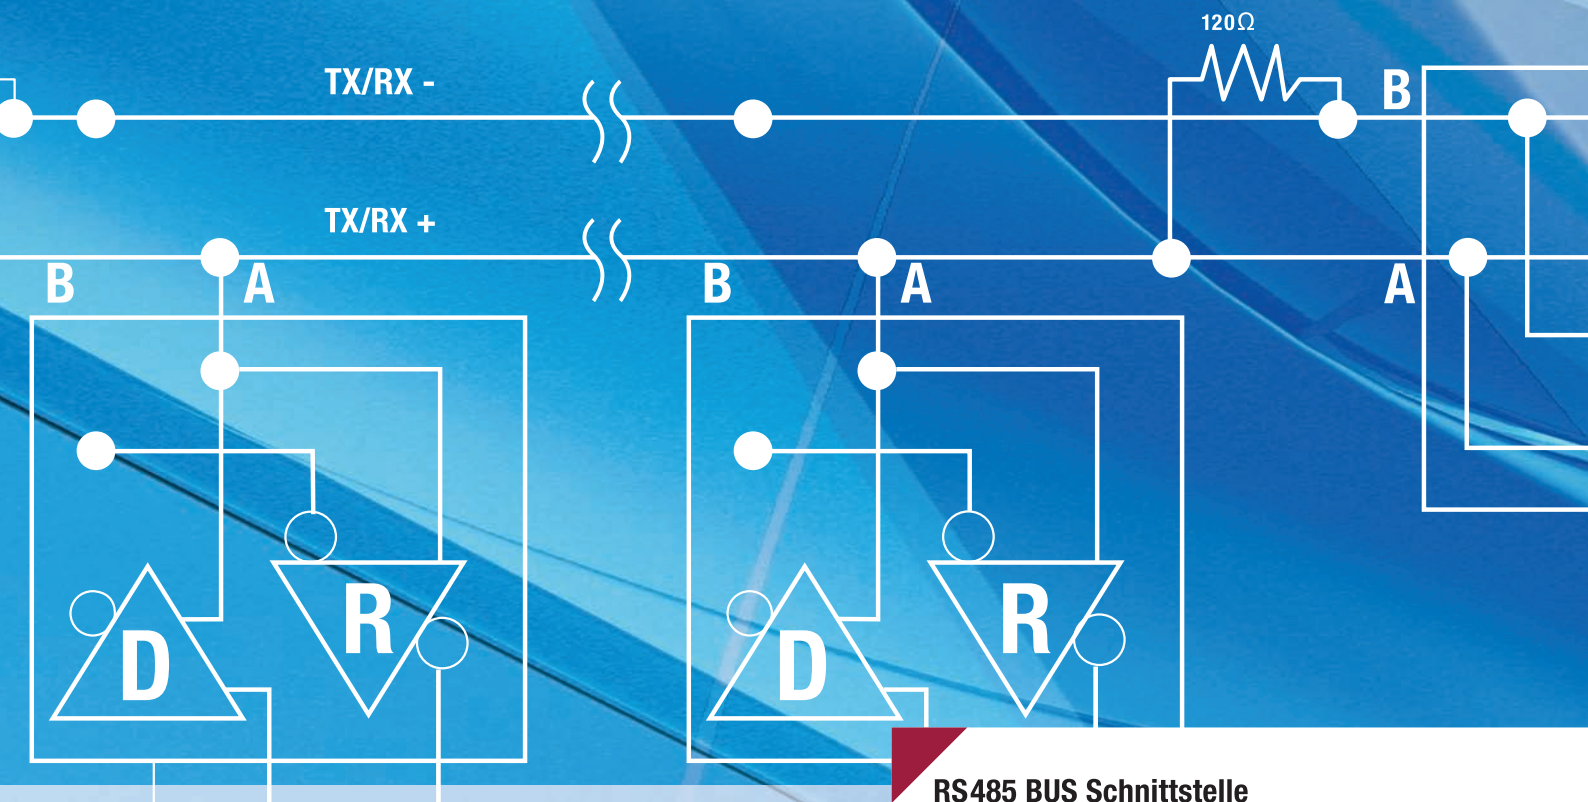 120Ω
TX/RX -
B
TX/RX +
B
A
B
A
A
D
R
D
R
RS485 BUS Schnittstelle